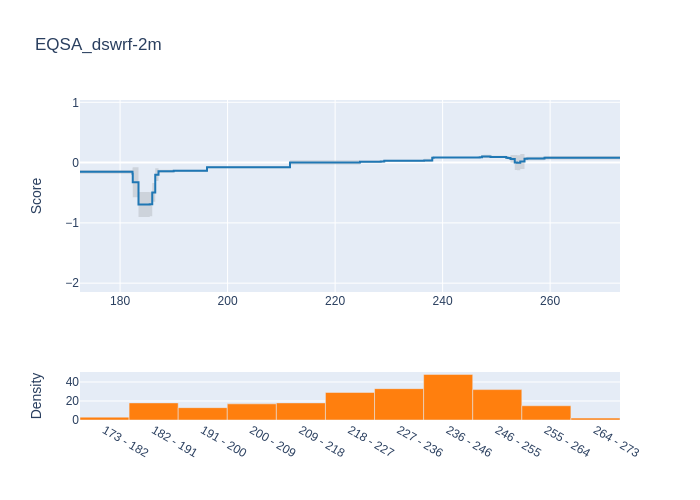 EQSA_dswrf-2m
1
0
−1
−2
Score
180
200
220
240
260
40
20
0
Density
173 - 182
182 - 191
191 - 200
200 - 209
209 - 218
218 - 227
227 - 236
236 - 246
246 - 255
255 - 264
264 - 273